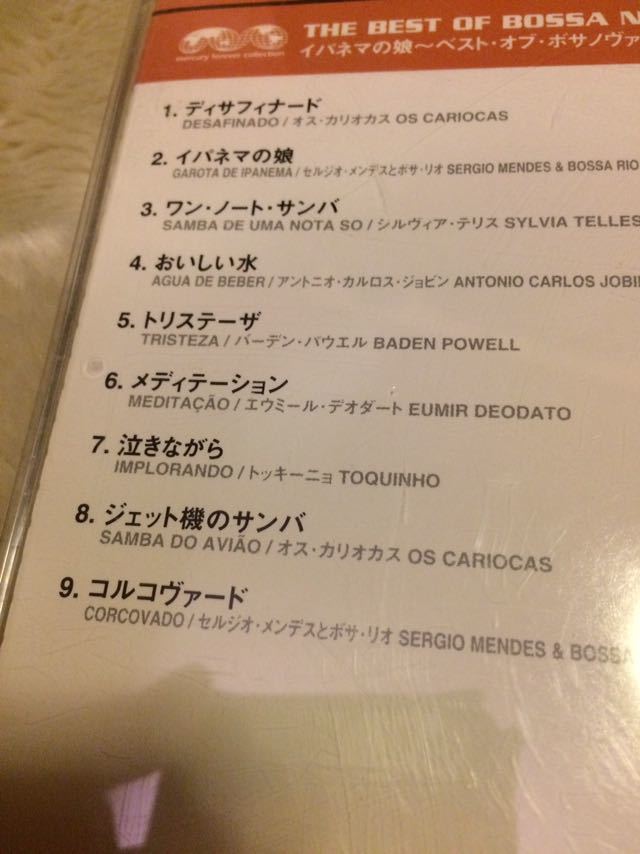 THE BEST OF BOSSA
mercury forever collection
イパネマの娘〜ベスト・オブ・ボサノヴァ
1. ディサフィナード
DESAFINADO / オス・カリオカス OS CARIOCAS
2. イパネマの娘
GAROTA DE IPANEMA / セルジオ・メンデスとボサ・リオ SERGIO MENDES & BOSSA RIO
3. ワン・ノート・サンバ
SAMBA DE UMA NOTA SO / シルヴィア・テリス SYLVIA TELLES
4. おいしい水
AGUA DE BEBER / アントニオ・カルロス・ジョビン ANTONIO CARLOS JOBI
5. トリステーザ
TRISTEZA / バーデン・パウエル BADEN POWELL
6. メディテーション
MEDITAÇÃO / エウミール・デオダート EUMIR DEODATO
7. 泣きながら
IMPLORANDO / トッキーニョ TOQUINHO
8. ジェット機のサンバ
SAMBA DO AVIÃO / オス・カリオカス OS CARIOCAS
9. コルコヴァード
CORCOVADO / セルジオ・メンデスとボサ・リオ SERGIO MENDES & BOSSA